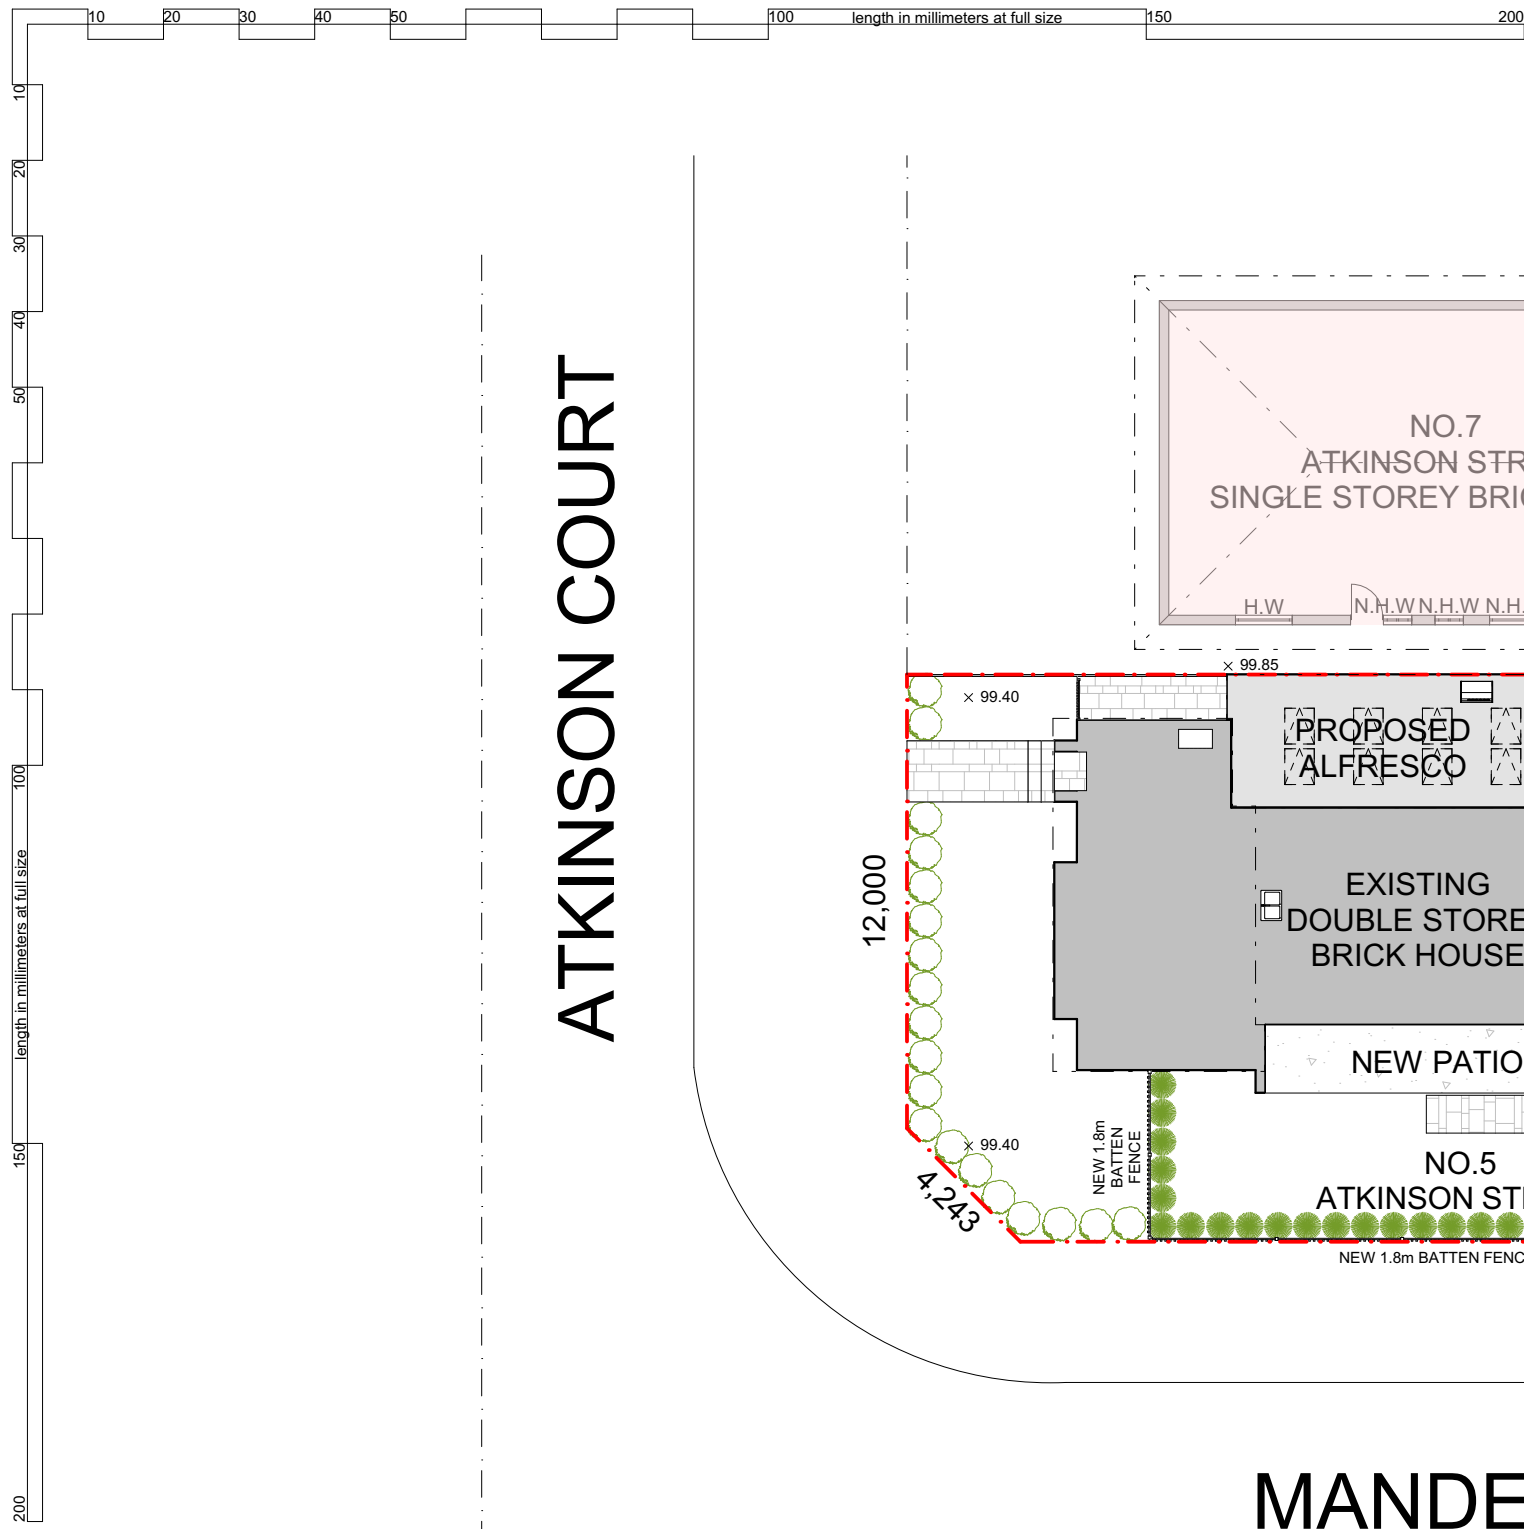 10
20
30
40
50
100
length in millimeters at full size
150
200
10
20
30
40
50
100
length in millimeters at full size
150
200
ATKINSON COURT
NO.7
ATKINSON STR
SINGLE STOREY BRIC
H.W
N.H.W
N.H.W
N.H.
99.85
99.40
PROPOSED
ALFRESCO
12,000
EXISTING
DOUBLE STORE
BRICK HOUSE
NEW PATIO
99.40
4,243
NEW 1.8m
BATTEN
FENCE
NO.5
ATKINSON ST
NEW 1.8m BATTEN FENC
MANDE